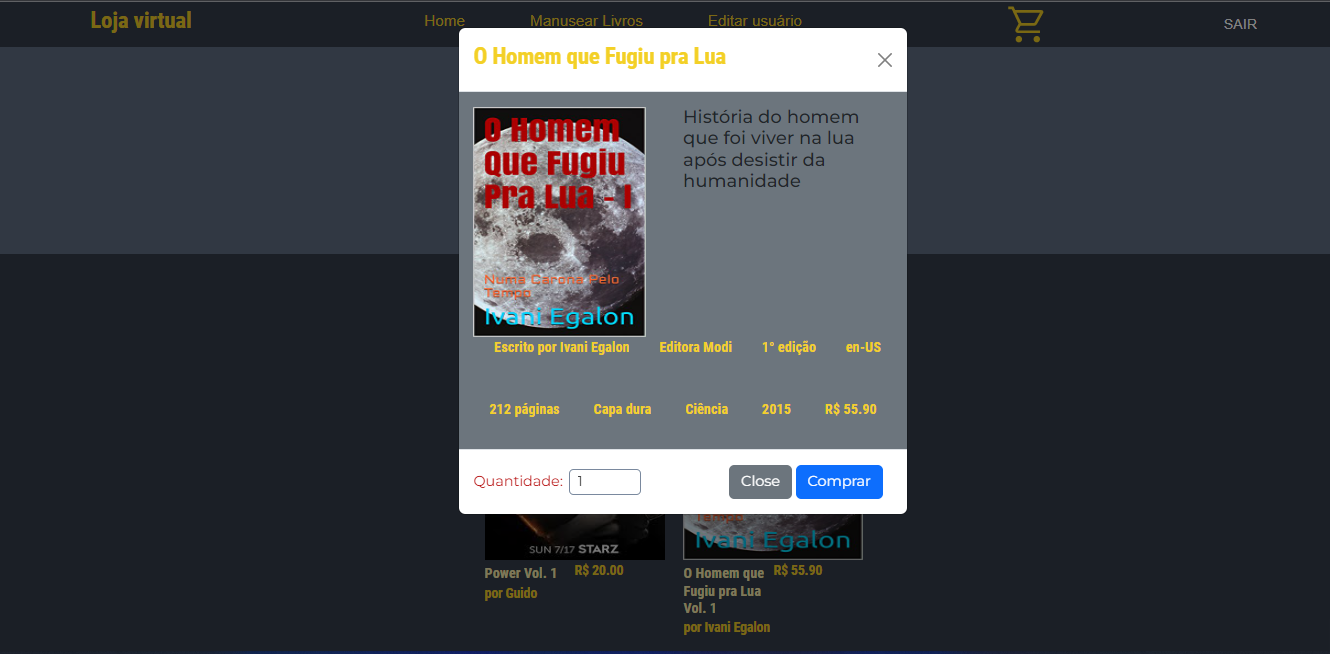 Loja virtual
Home
Manusear Livros
Editar usuário
SAIR
O Homem que Fugiu pra Lua
O Homem
Que Fugiu
Pra Lua - I
Numa Carona Pelo
Tempo
Ivani Egalon
História do homem
que foi viver na lua
após desistir da
humanidade
Escrito por Ivani Egalon
Editora Modi
1° edição
en-US
212 páginas
Capa dura
Ciência
2015
R$ 55.90
Quantidade: 1
Close
Comprar
SUN 7/17 STARZ
Power Vol. 1
R$ 20.00
por Guido
Tempo
Ivani Egalon
O Homem que
Fugiu pra Lua
Vol. 1
R$ 55.90
por Ivani Egalon